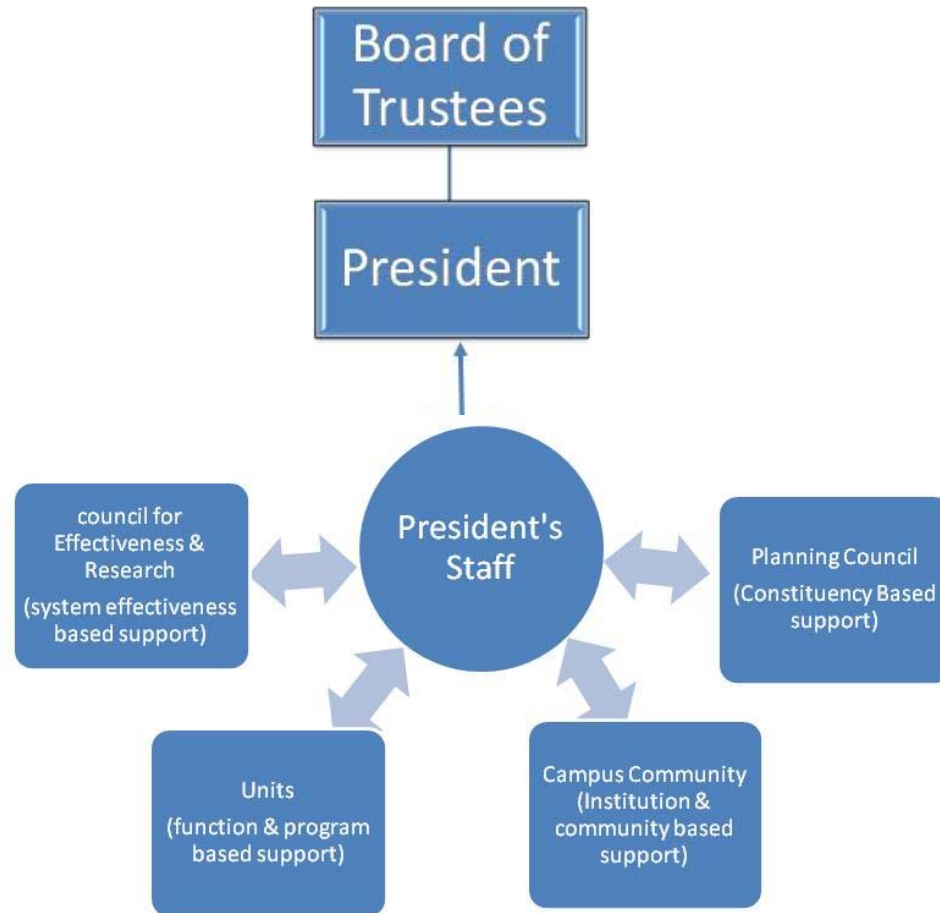 Board of
Trustees
President
President's
Staff
council for
Effectiveness &
Research
(system effectiveness
based support)
Planning Council
(Constituency Based
support)
Units
(function & program
based support)
Campus Community
(Institution &
community based
support)